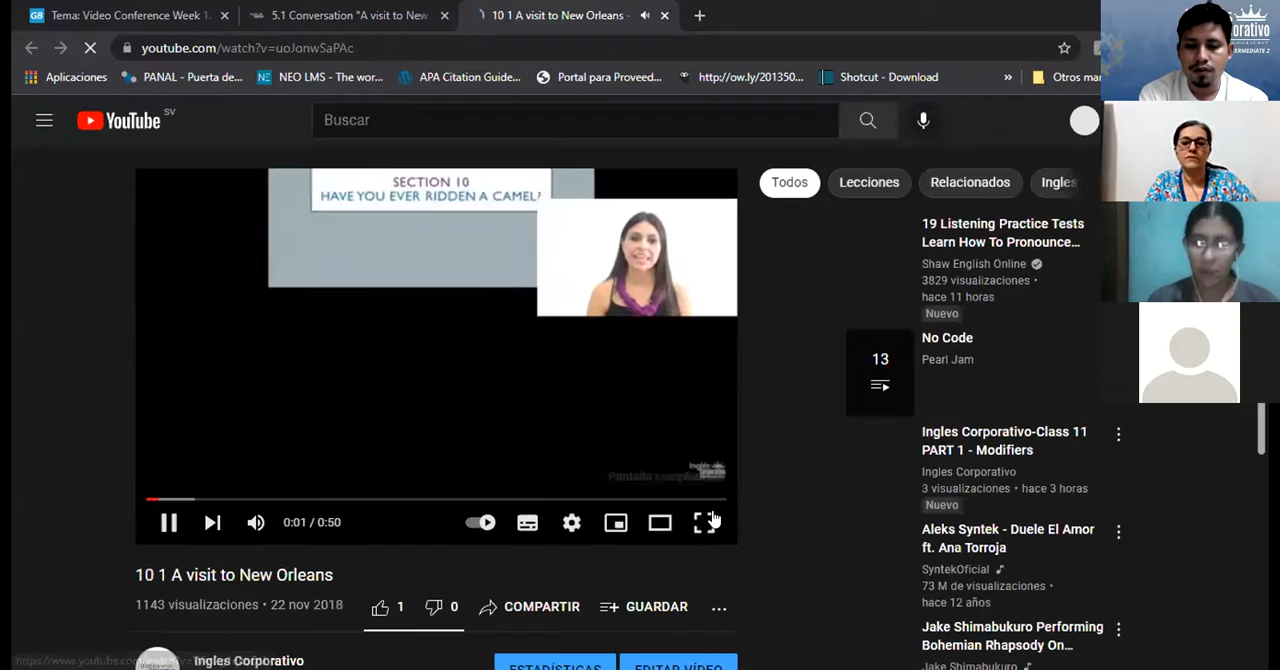 Tema: Video Conference Week 1.
5.1 Conversation "A visit to New
10 1 A visit to New Orleans -
youtube.com/watch?v=uoJonwSaPAc
Aplicaciones
PANAL - Puerta de...
NEO LMS - The wor...
APA Citation Guide...
Portal para Proveed...
http://ow.ly/201350...
Shotcut - Download
»
Otros mar
YouTube SV
Buscar
SECTION 10
HAVE YOU EVER RIDDEN A CAMEL?
0:01 / 0:50
10 1 A visit to New Orleans
1143 visualizaciones • 22 nov 2018
1
0
COMPARTIR
GUARDAR
Ingles Corporativo
ESTADÍSTICAS
EDITAR VÍDEO
Todos
Lecciones
Relacionados
Ingles
19 Listening Practice Tests
Learn How To Pronounce...
Shaw English Online
3829 visualizaciones •
hace 11 horas
Nuevo
13
No Code
Pearl Jam
Ingles Corporativo-Class 11
PART 1 - Modifiers
Ingles Corporativo
3 visualizaciones • hace 3 horas
Nuevo
Aleks Syntek - Duele El Amor
ft. Ana Torroja
SyntekOficial
73 M de visualizaciones •
hace 12 años
Jake Shimabukuro Performing
Bohemian Rhapsody On...
Jake Shimabukuro